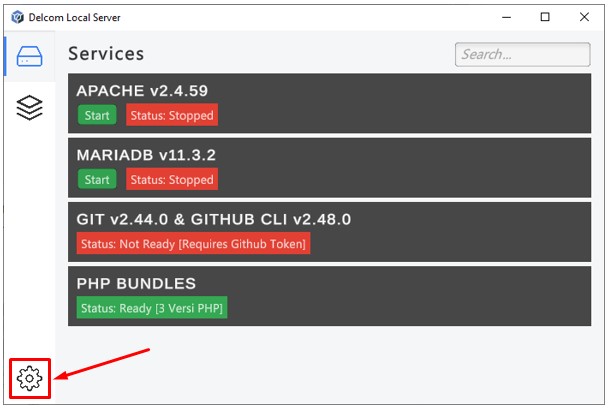 Delcom Local Server
Services
Search...
APACHE v2.4.59
Start Status: Stopped
MARIADB v11.3.2
Start Status: Stopped
GIT v2.44.0 & GITHUB CLI v2.48.0
Status: Not Ready [Requires Github Token]
PHP BUNDLES
Status: Ready [3 Versi PHP]